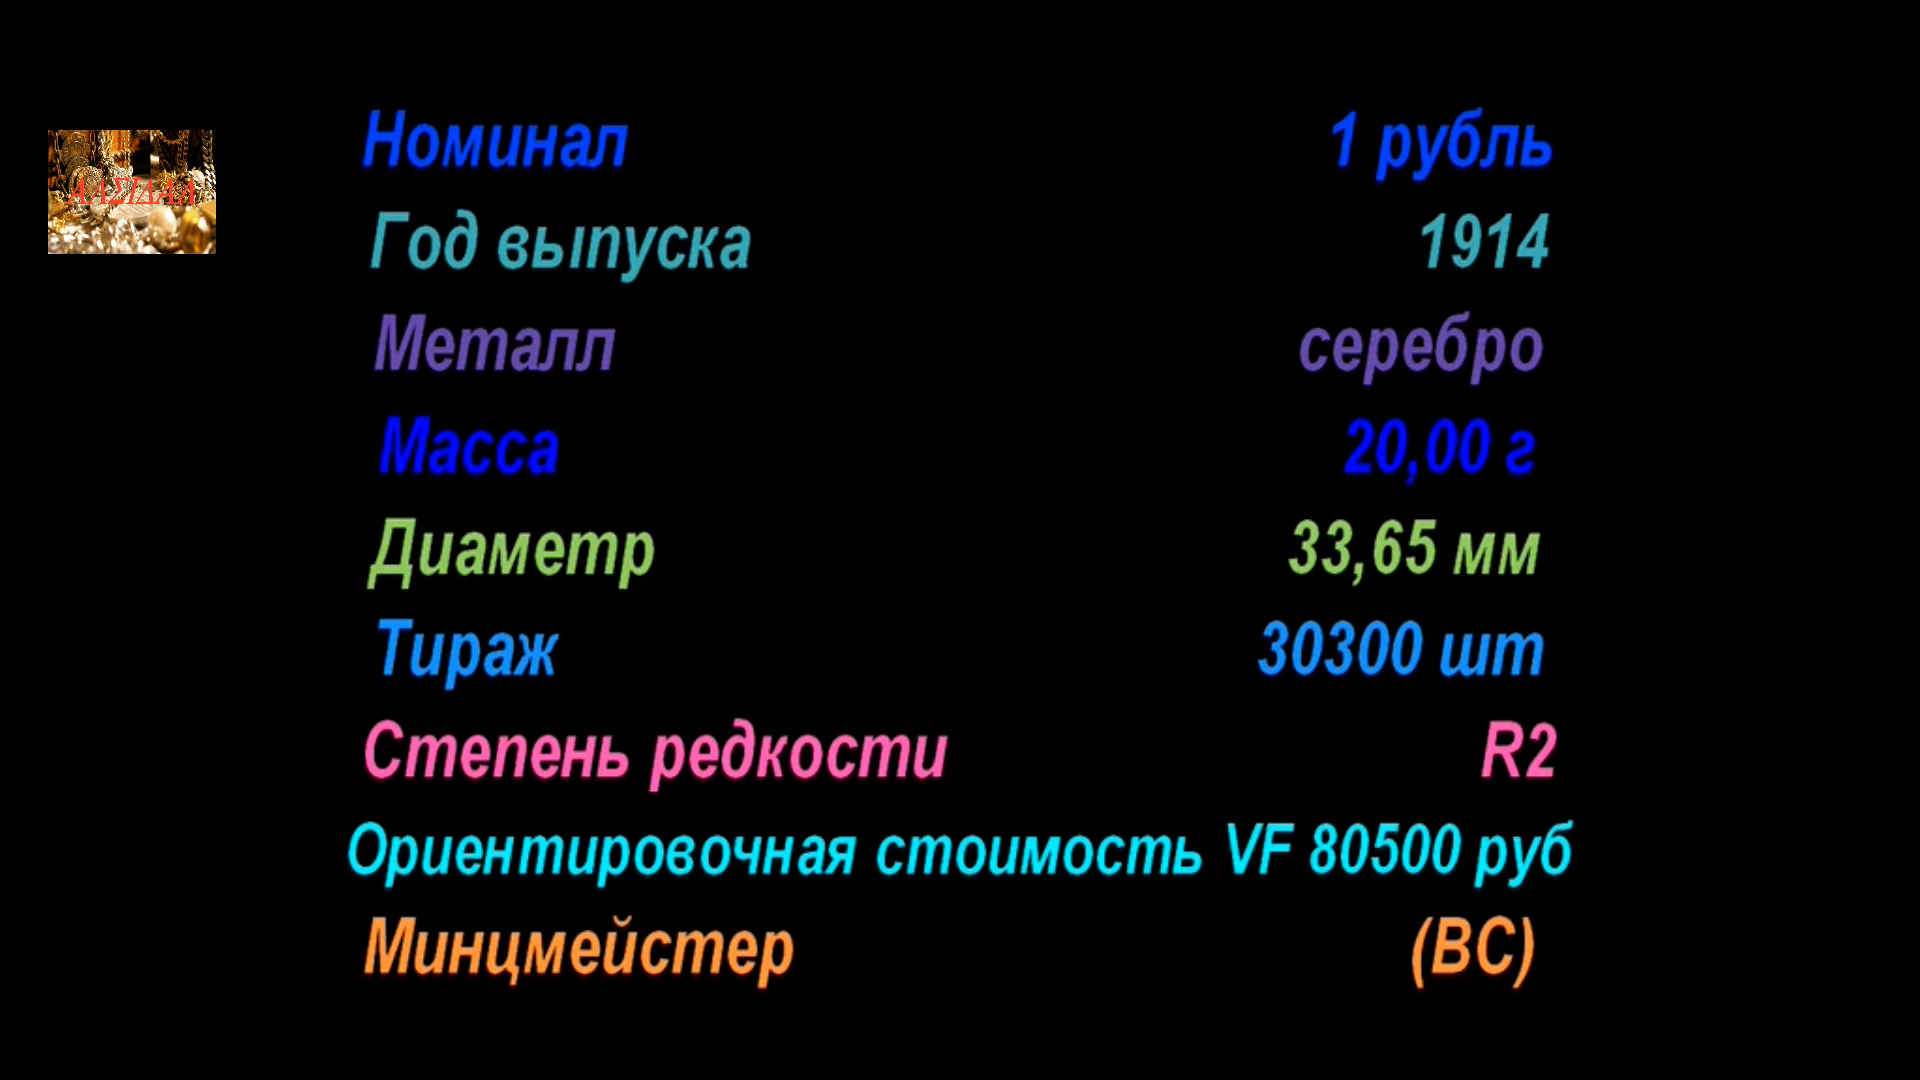 Номинал 1 рубль
Год выпуска 1914
Металл серебро
Масса 20,00 г
Диаметр 33,65 мм
Тираж 30300 шт
Степень редкости R2
Ориентировочная стоимость VF 80500 руб
Минцмейстер (ВС)